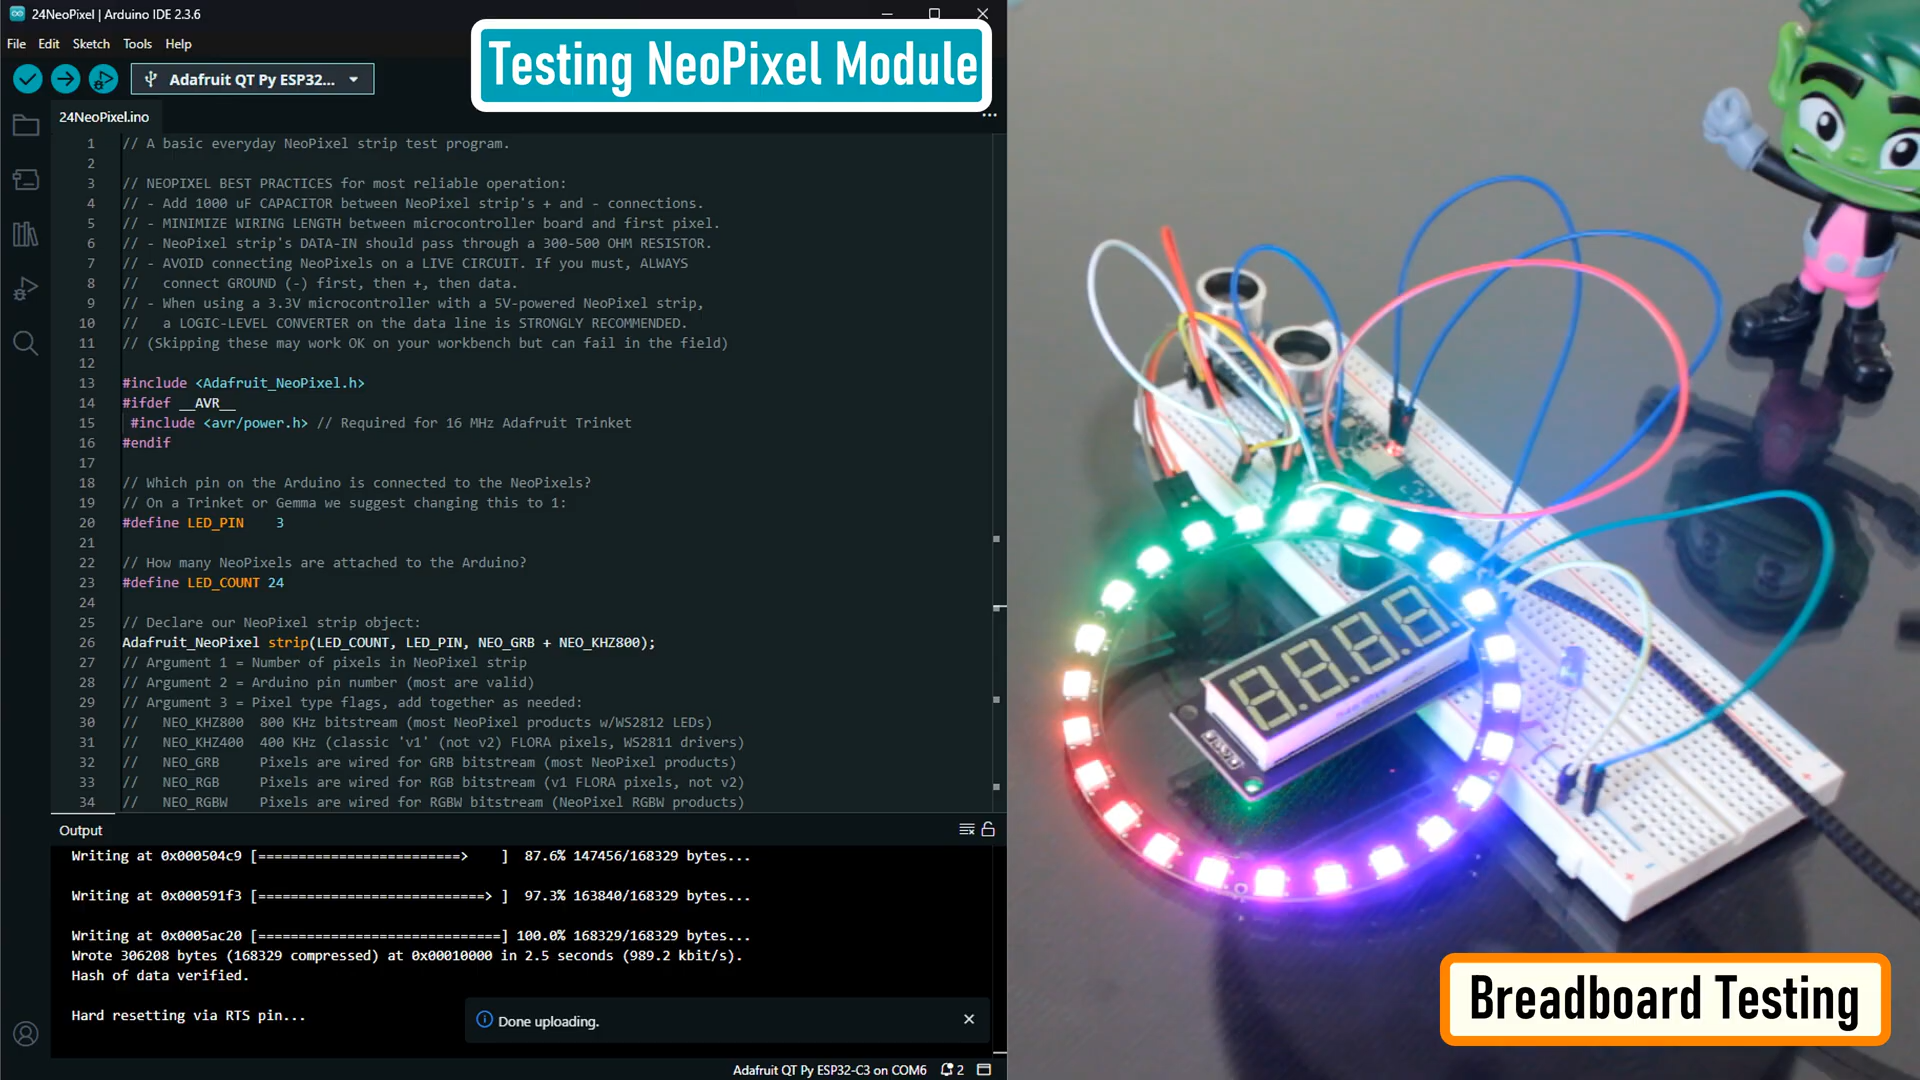 24NeoPixel | Arduino IDE 2.3.6
File Edit Sketch Tools Help
Testing NeoPixel Module
Adafruit QT Py ESP32...
24NeoPixel.ino
1 // A basic everyday NeoPixel strip test program.
2
3 // NEOPIXEL BEST PRACTICES for most reliable operation:
4 // - Add 1000 uF CAPACITOR between NeoPixel strip's + and - connections.
5 // - MINIMIZE WIRING LENGTH between microcontroller board and first pixel.
6 // - NeoPixel strip's DATA-IN should pass through a 300-500 OHM RESISTOR.
7 // - AVOID connecting NeoPixels on a LIVE CIRCUIT. If you must, ALWAYS
8 //   connect GROUND (-) first, then +, then data.
9 // - When using a 3.3V microcontroller with a 5V-powered NeoPixel strip,
10 //   a LOGIC-LEVEL CONVERTER on the data line is STRONGLY RECOMMENDED.
11 // (Skipping these may work OK on your workbench but can fail in the field)
12
13 #include <Adafruit_NeoPixel.h>
14 #ifdef __AVR__
15 #include <avr/power.h> // Required for 16 MHz Adafruit Trinket
16 #endif
17
18 // Which pin on the Arduino is connected to the NeoPixels?
19 // On a Trinket or Gemma we suggest changing this to 1:
20 #define LED_PIN    3
21
22 // How many NeoPixels are attached to the Arduino?
23 #define LED_COUNT 24
24
25 // Declare our NeoPixel strip object:
26 Adafruit_NeoPixel strip(LED_COUNT, LED_PIN, NEO_GRB + NEO_KHZ800);
27 // Argument 1 = Number of pixels in NeoPixel strip
28 // Argument 2 = Arduino pin number (most are valid)
29 // Argument 3 = Pixel type flags, add together as needed:
30 //   NEO_KHZ800  800 KHz bitstream (most NeoPixel products w/WS2812 LEDs)
31 //   NEO_KHZ400  400 KHz (classic 'v1' (not v2) FLORA pixels, WS2811 drivers)
32 //   NEO_GRB     Pixels are wired for GRB bitstream (most NeoPixel products)
33 //   NEO_RGB     Pixels are wired for RGB bitstream (v1 FLORA pixels, not v2)
34 //   NEO_RGBW    Pixels are wired for RGBW bitstream (NeoPixel RGBW products)
Output
Writing at 0x000504c9 [=========================>    ]  87.6% 147456/168329 bytes...
Writing at 0x000591f3 [============================> ]  97.3% 163840/168329 bytes...
Writing at 0x0005ac20 [==============================] 100.0% 168329/168329 bytes...
Wrote 306208 bytes (168329 compressed) at 0x00010000 in 2.5 seconds (989.2 kbit/s).
Hash of data verified.
Hard resetting via RTS pin...
Done uploading.
Adafruit QT Py ESP32-C3 on COM6 2
Breadboard Testing